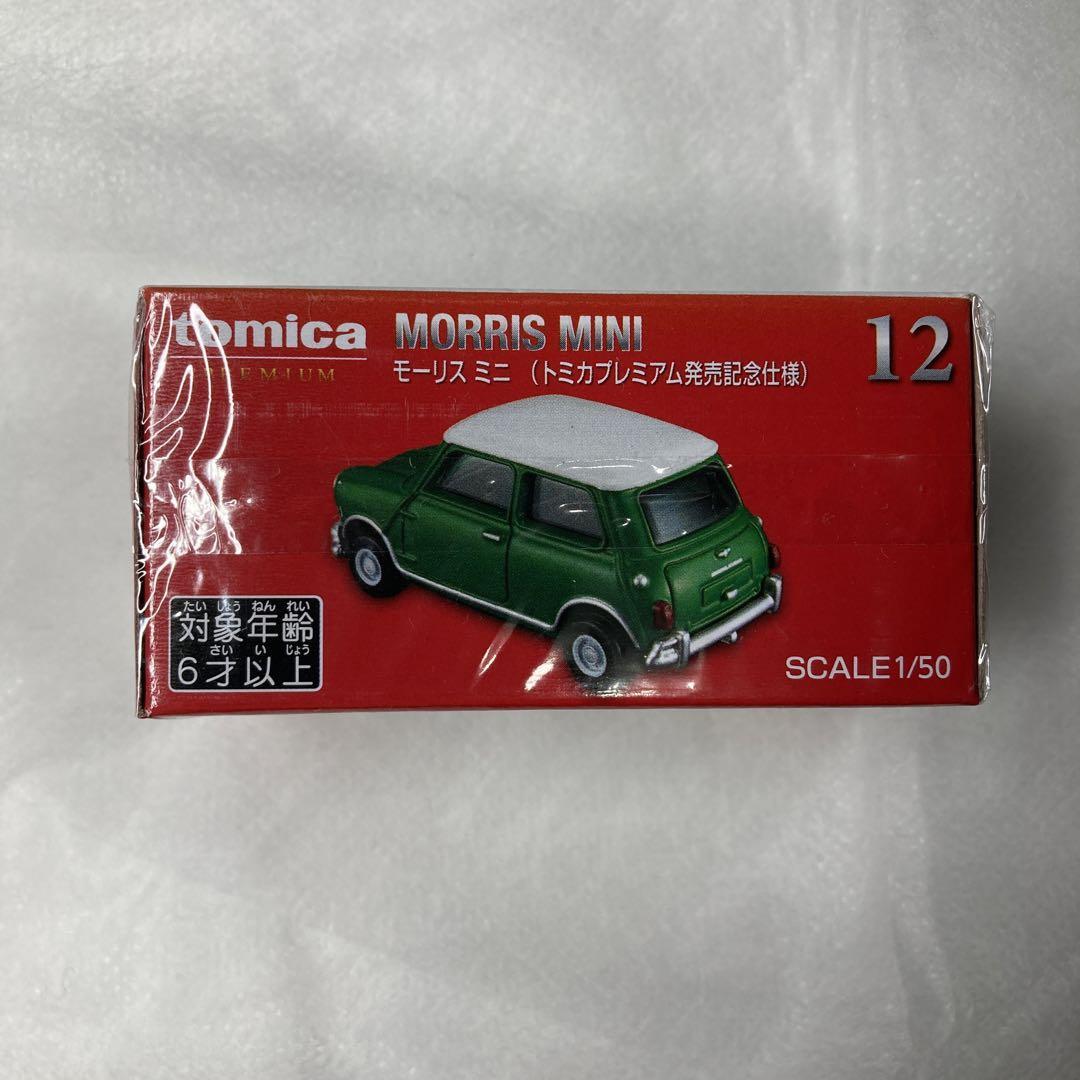 tomica
PREMIUM
MORRIS MINI
モーリス ミニ （トミカプレミアム発売記念仕様）
12
たい しょう ねん れい
対象年齢
さい い じょう
6才以上
SCALE1/50